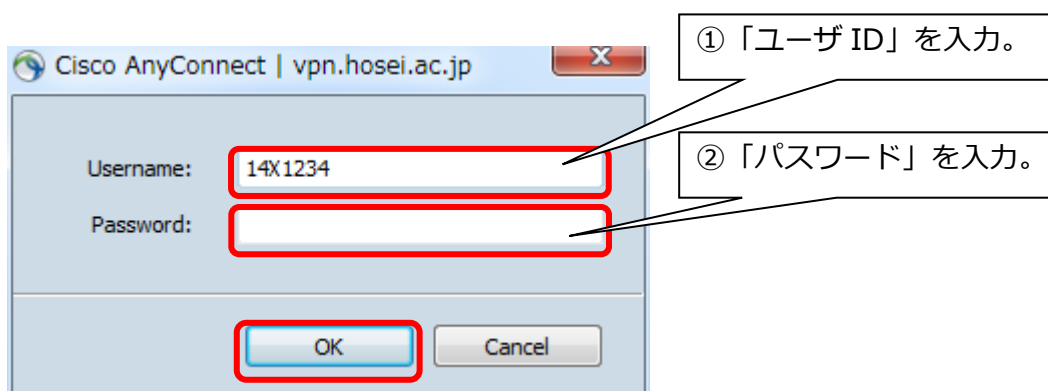 ①「ユーザ ID」を入力。
Cisco AnyConnect | vpn.hosei.ac.jp
②「パスワード」を入力。
Username: 14X1234
Password:
OK Cancel